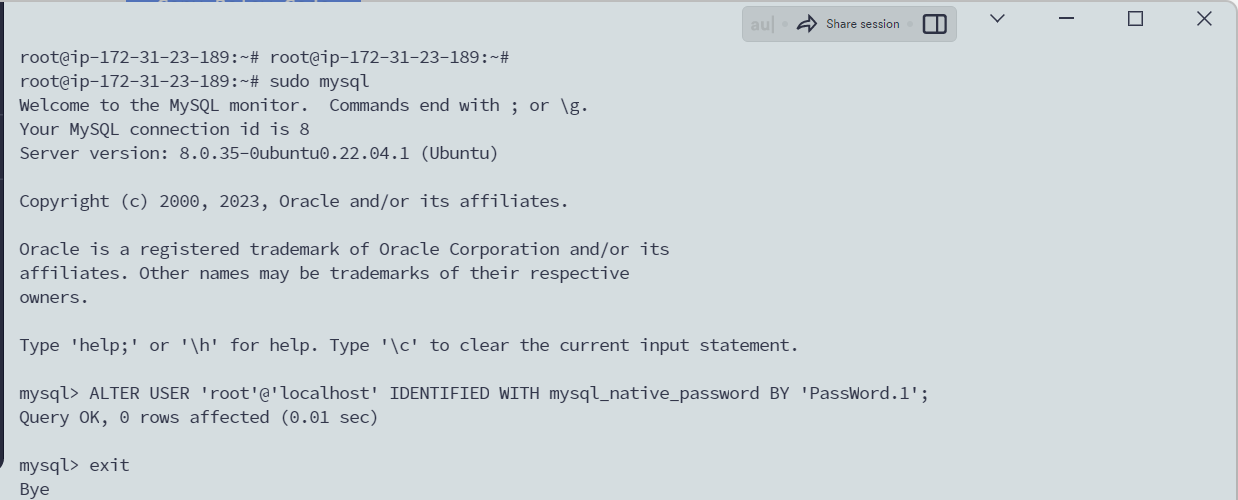 au|
Share session
root@ip-172-31-23-189:~# root@ip-172-31-23-189:~#
root@ip-172-31-23-189:~# sudo mysql
Welcome to the MySQL monitor.  Commands end with ; or \g.
Your MySQL connection id is 8
Server version: 8.0.35-0ubuntu0.22.04.1 (Ubuntu)
Copyright (c) 2000, 2023, Oracle and/or its affiliates.
Oracle is a registered trademark of Oracle Corporation and/or its
affiliates. Other names may be trademarks of their respective
owners.
Type 'help;' or '\h' for help. Type '\c' to clear the current input statement.
mysql> ALTER USER 'root'@'localhost' IDENTIFIED WITH mysql_native_password BY 'PassWord.1';
Query OK, 0 rows affected (0.01 sec)
mysql> exit
Bye